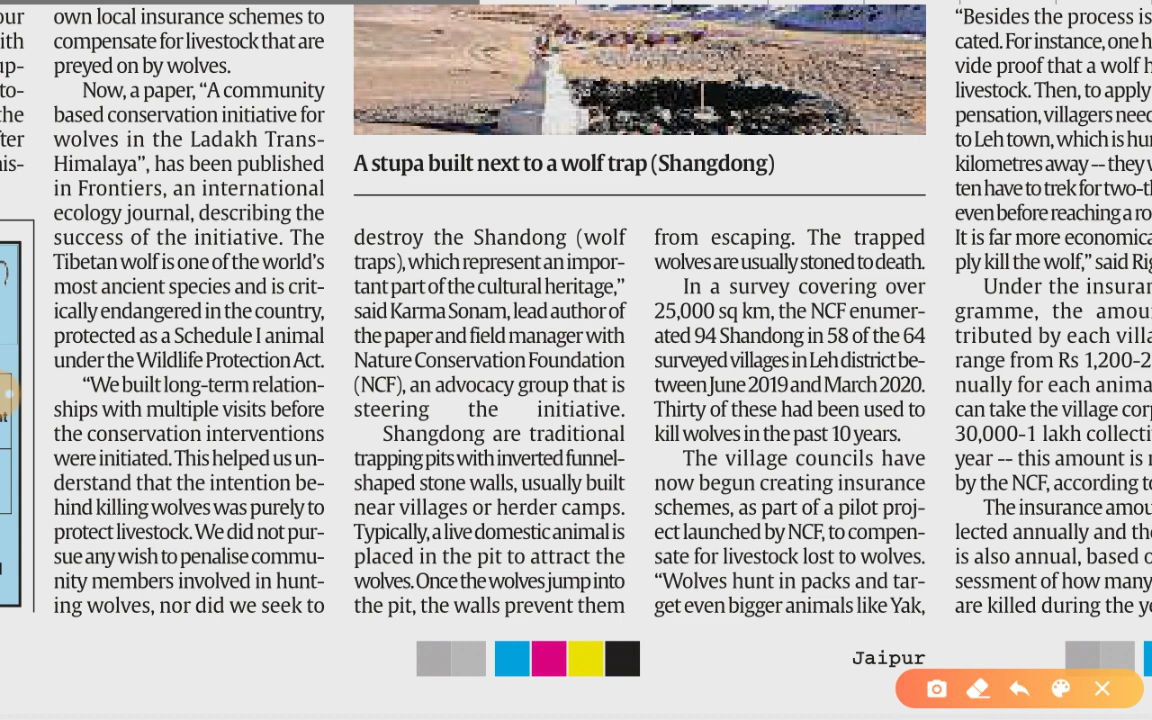 our
ith
up-
to-
the
fter
nis-
own local insurance schemes to
compensate for livestock that are
preyed on by wolves.
Now, a paper, “A community
based conservation initiative for
wolves in the Ladakh Trans-
Himalaya”, has been published
in Frontiers, an international
ecology journal, describing the
success of the initiative. The
Tibetan wolf is one of the world’s
most ancient species and is crit-
ically endangered in the country,
protected as a Schedule I animal
under the Wildlife Protection Act.
“We built long-term relation-
ships with multiple visits before
the conservation interventions
were initiated. This helped us un-
derstand that the intention be-
hind killing wolves was purely to
protect livestock. We did not pur-
sue any wish to penalise commu-
nity members involved in hunt-
ing wolves, nor did we seek to
A stupa built next to a wolf trap (Shangdong)
destroy the Shandong (wolf
traps), which represent an impor-
tant part of the cultural heritage,”
said Karma Sonam, lead author of
the paper and field manager with
Nature Conservation Foundation
(NCF), an advocacy group that is
steering the initiative.
Shangdong are traditional
trapping pits with inverted funnel-
shaped stone walls, usually built
near villages or herder camps.
Typically, a live domestic animal is
placed in the pit to attract the
wolves. Once the wolves jump into
the pit, the walls prevent them
from escaping. The trapped
wolves are usually stoned to death.
In a survey covering over
25,000 sq km, the NCF enumer-
ated 94 Shandong in 58 of the 64
surveyed villages in Leh district be-
tween June 2019 and March 2020.
Thirty of these had been used to
kill wolves in the past 10 years.
The village councils have
now begun creating insurance
schemes, as part of a pilot proj-
ect launched by NCF, to compen-
sate for livestock lost to wolves.
“Wolves hunt in packs and tar-
get even bigger animals like Yak,
“Besides the process is
cated. For instance, one h
vide proof that a wolf h
livestock. Then, to apply
pensation, villagers need
to Leh town, which is hun
kilometres away -- they w
ten have to trek for two-th
even before reaching a ro
It is far more economica
ply kill the wolf,” said Rig
Under the insuran
gramme, the amou
tributed by each villa
range from Rs 1,200-2
nually for each anima
can take the village corp
30,000-1 lakh collecti
year -- this amount is
by the NCF, according to
The insurance amou
lected annually and the
is also annual, based o
sessment of how many
are killed during the ye
Jaipur